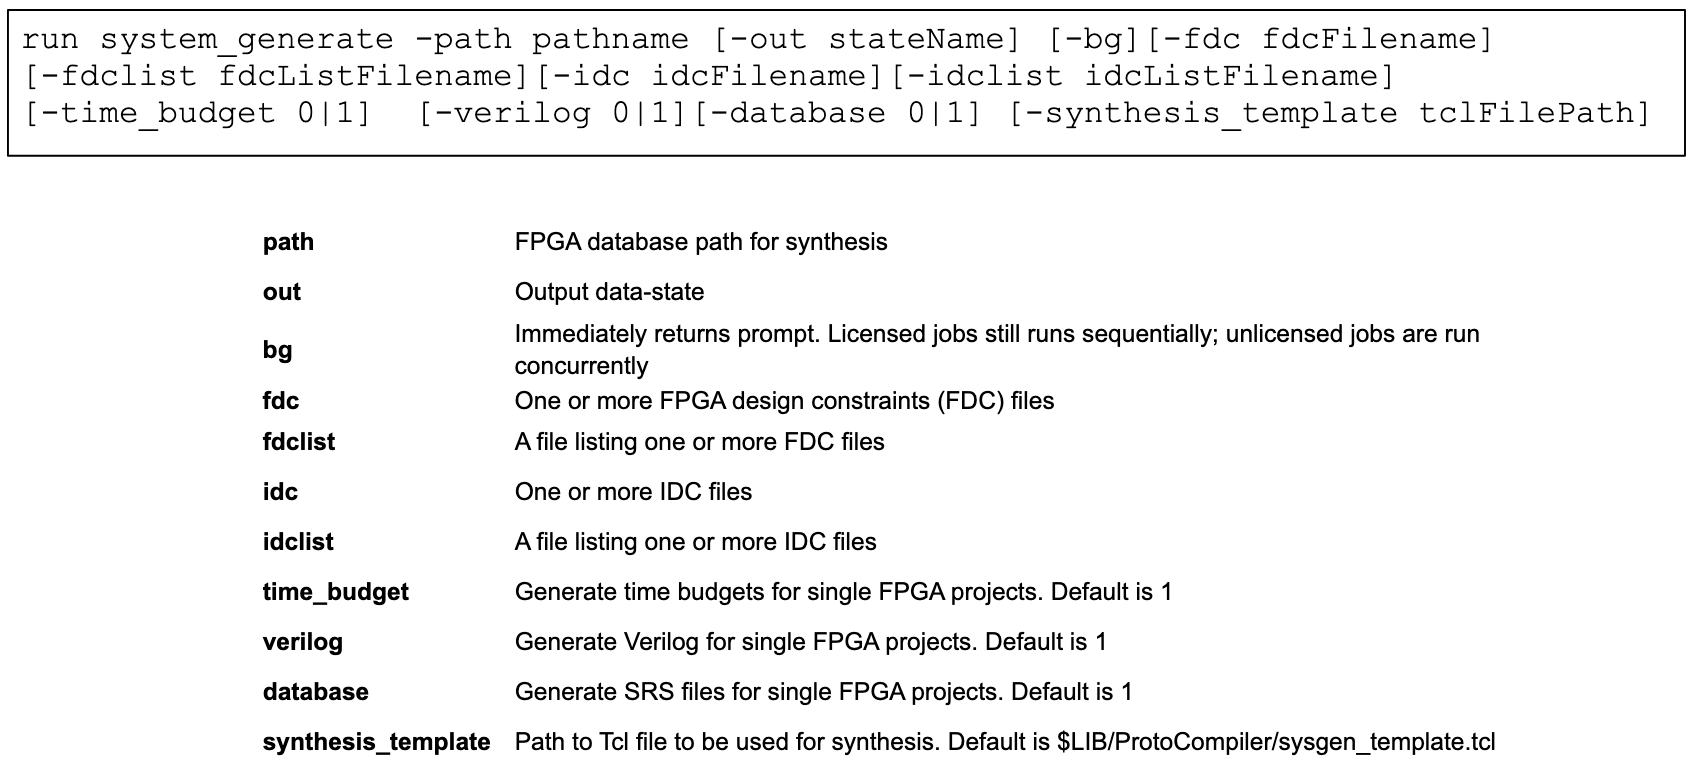 run system_generate -path pathname [-out stateName] [-bg][-fdc fdcFilename]
[-fdclist fdcListFilename][-idc idcFilename][-idclist idcListFilename]
[-time_budget 0|1] [-verilog 0|1][-database 0|1] [-synthesis_template tclFilePath]
path FPGA database path for synthesis
out Output data-state
bg Immediately returns prompt. Licensed jobs still runs sequentially; unlicensed jobs are run
concurrently
fdc One or more FPGA design constraints (FDC) files
fdclist A file listing one or more FDC files
idc One or more IDC files
idclist A file listing one or more IDC files
time_budget Generate time budgets for single FPGA projects. Default is 1
verilog Generate Verilog for single FPGA projects. Default is 1
database Generate SRS files for single FPGA projects. Default is 1
synthesis_template Path to Tcl file to be used for synthesis. Default is $LIB/ProtoCompiler/sysgen_template.tcl